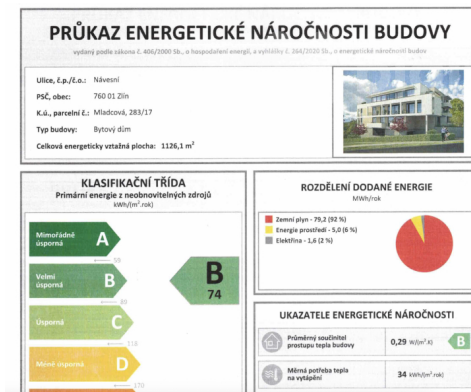 PRŮKAZ ENERGETICKÉ NÁROČNOSTI BUDOVY
vydaný podle zákona č. 406/2000 Sb., o hospodaření energií, a vyhlášky č. 264/2020 Sb., o energetické náročnosti budov
Ulice, č.p./č.o.: Návesní
PSČ, obec: 760 01 Zlín
K.ú., parcelní č.: Mladcová, 283/17
Typ budovy: Bytový dům
Celková energeticky vztažná plocha: 1126,1 m²
KLASIFIKAČNÍ TŘÍDA
Primární energie z neobnovitelných zdrojů
kWh/(m².rok)
Mimořádně úsporná A
59
Velmi úsporná B
89
Úsporná C
118
Méně úsporná D
170
B
74
ROZDĚLENÍ DODANÉ ENERGIE
MWh/rok
Zemní plyn - 79,2 (92 %)
Energie prostředí - 5,0 (6 %)
Elektřina - 1,6 (2 %)
UKAZATELE ENERGETICKÉ NÁROČNOSTI
Průměrný součinitel prostupu tepla budovy 0,29 W/(m².K) B
Měrná potřeba tepla na vytápění 34 kWh/(m².rok)